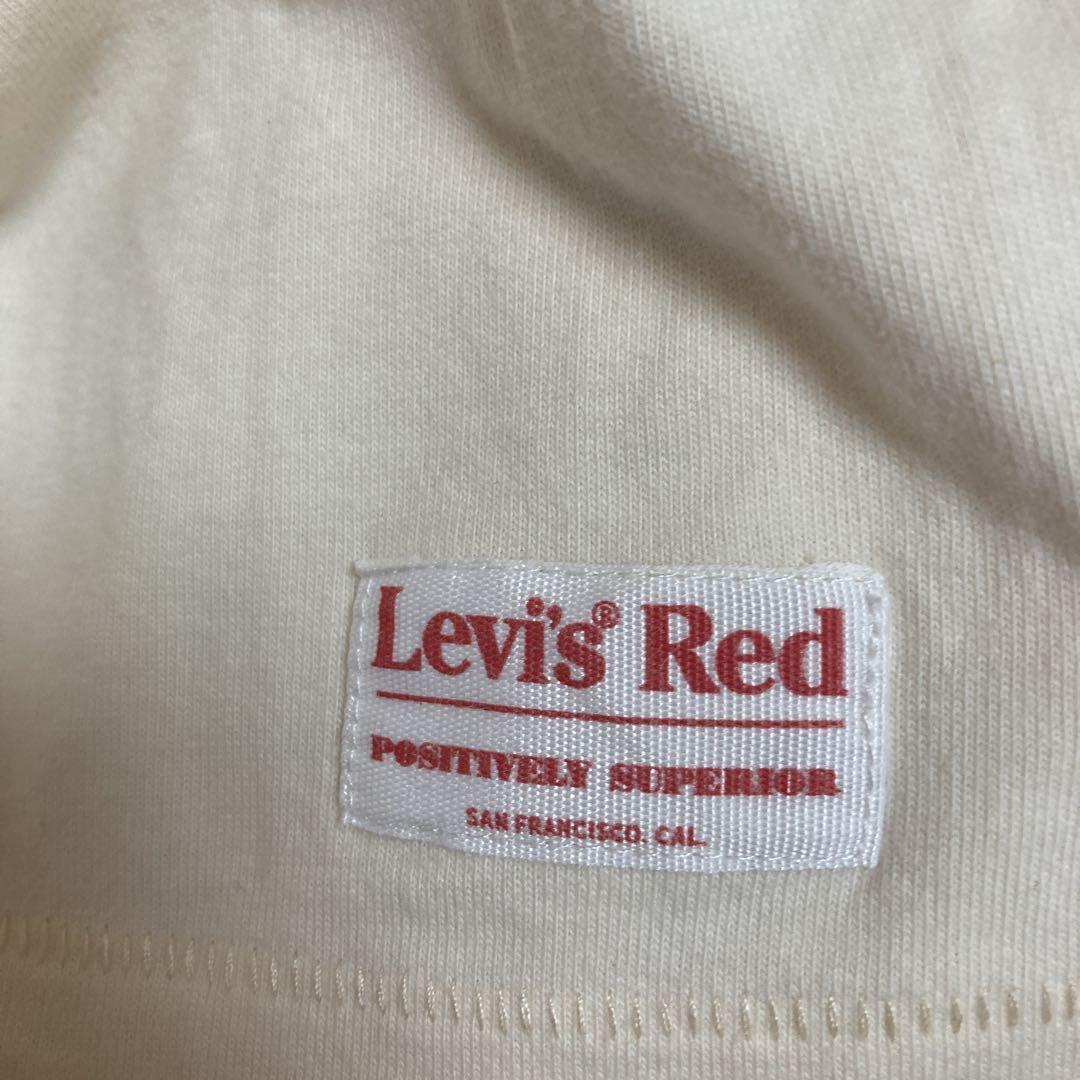 Levi's® Red
POSITIVELY SUPERIOR
SAN FRANCISCO. CAL.